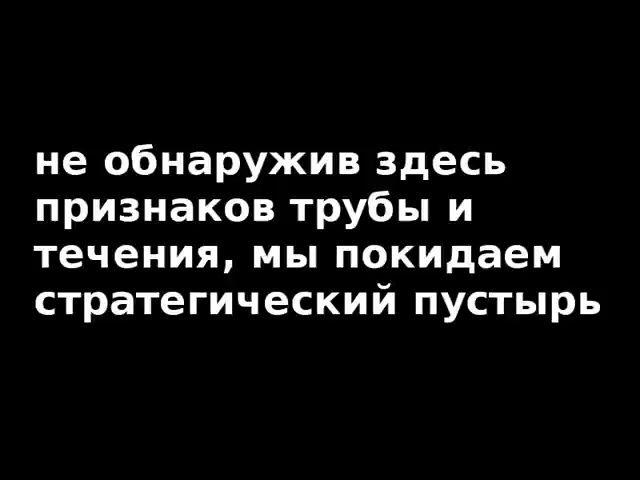 не обнаружив здесь
признаков трубы и
течения, мы покидаем
стратегический пустырь